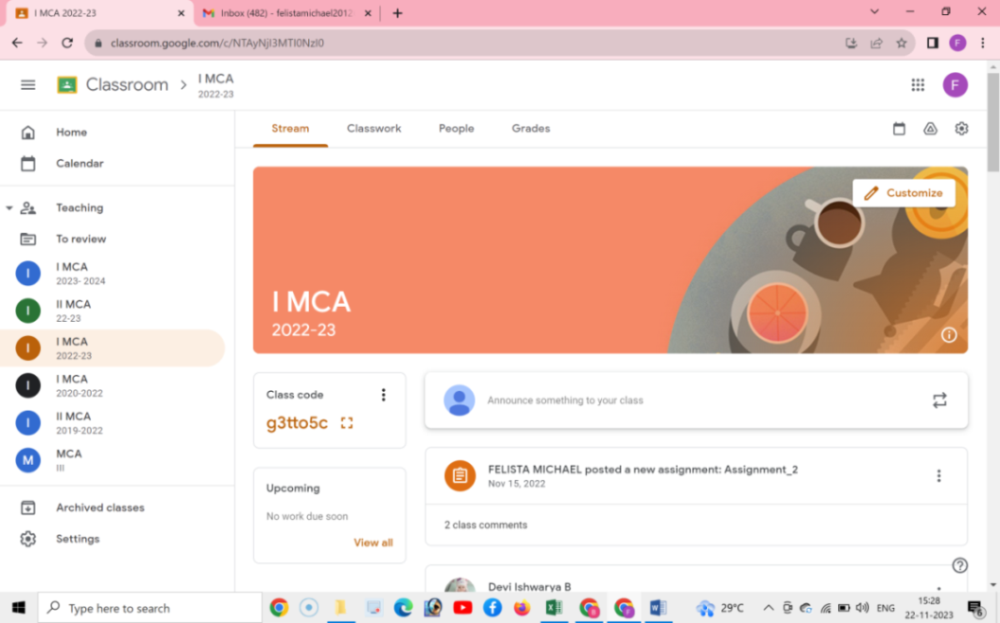 I MCA 2022-23
Inbox (482) - felistamichael2012
classroom.google.com/c/NTAyNjI3MTI0NzI0
F
Classroom
I MCA
2022-23
F
Home
Calendar
Teaching
To review
I
I MCA
2023- 2024
I
II MCA
22-23
I
I MCA
2022-23
I
I MCA
2020-2022
I
II MCA
2019-2022
M
MCA
III
Archived classes
Settings
Stream Classwork People Grades
Customize
I MCA
2022-23
Class code
g3tto5c
Upcoming
No work due soon
View all
Announce something to your class
FELISTA MICHAEL posted a new assignment: Assignment_2
Nov 15, 2022
2 class comments
Devi Ishwarya B
Type here to search
29°C
ENG
15:28
22-11-2023
6